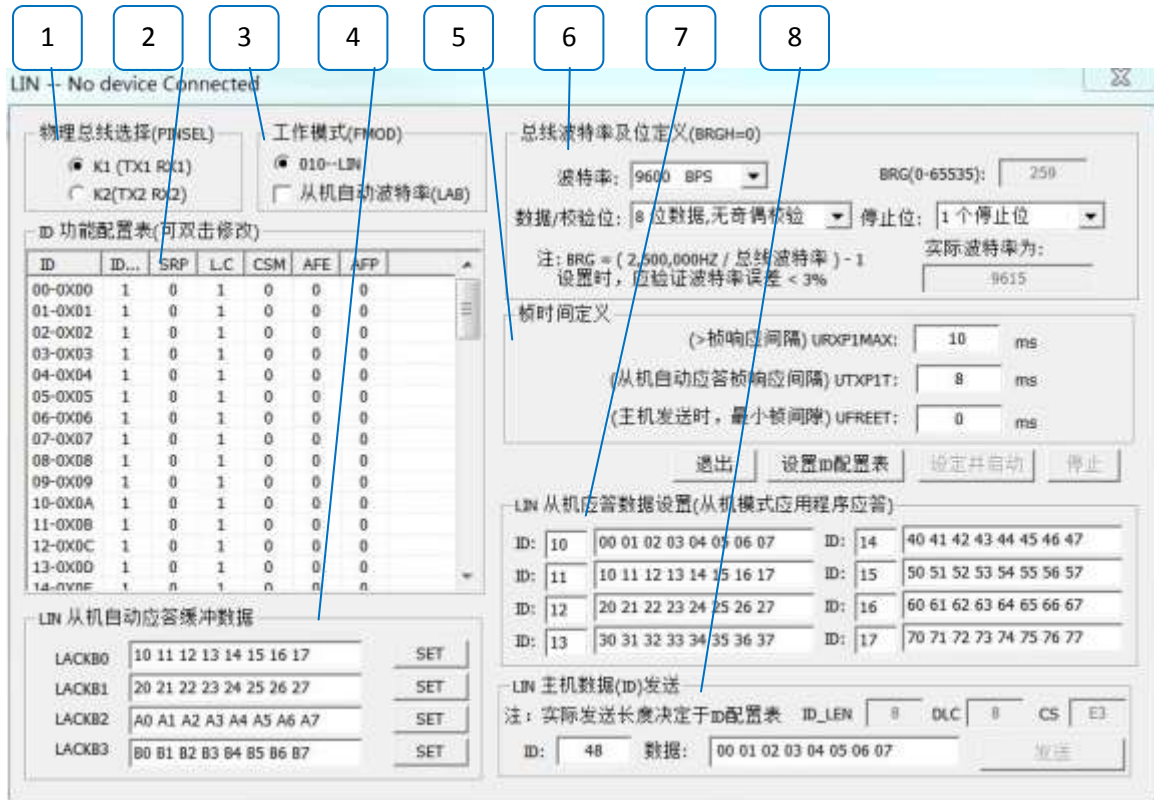 1 2 3 4 5 6 7 8
LIN -- No device Connected
物理总线选择(PINSEL)
K1 (TX1 RX1)
K2(TX2 RX2)
工作模式(FMOD)
010--LIN
从机自动波特率(LAB)
ID 功能配置表(可双击修改)
ID ID... SRP L.C CSM AFE AFP
00-0X00 1 0 1 0 0 0
01-0X01 1 0 1 0 0 0
02-0X02 1 0 1 0 0 0
03-0X03 1 0 1 0 0 0
04-0X04 1 0 1 0 0 0
05-0X05 1 0 1 0 0 0
06-0X06 1 0 1 0 0 0
07-0X07 1 0 1 0 0 0
08-0X08 1 0 1 0 0 0
09-0X09 1 0 1 0 0 0
10-0X0A 1 0 1 0 0 0
11-0X0B 1 0 1 0 0 0
12-0X0C 1 0 1 0 0 0
13-0X0D 1 0 1 0 0 0
14-0X0E 1 0 1 0 0 0
LIN 从机自动应答缓冲数据
LACKB0 10 11 12 13 14 15 16 17 SET
LACKB1 20 21 22 23 24 25 26 27 SET
LACKB2 A0 A1 A2 A3 A4 A5 A6 A7 SET
LACKB3 B0 B1 B2 B3 B4 B5 B6 B7 SET
总线波特率及位定义(BRGH=0)
波特率: 9600 BPS BRG(0-65535): 259
数据/校验位: 8 位数据,无奇偶校验 停止位: 1 个停止位
注: BRG = ( 2,500,000HZ / 总线波特率 ) - 1
设置时，应验证波特率误差 < 3%
实际波特率为:
9615
桢时间定义
(>桢响应间隔) URXP1MAX: 10 ms
(从机自动应答桢响应间隔) UTXP1T: 8 ms
(主机发送时，最小桢间隙) UFREET: 0 ms
退出 设置ID配置表 设定并启动 停止
LIN 从机应答数据设置(从机模式应用程序应答)
ID: 10 00 01 02 03 04 05 06 07 ID: 14 40 41 42 43 44 45 46 47
ID: 11 10 11 12 13 14 15 16 17 ID: 15 50 51 52 53 54 55 56 57
ID: 12 20 21 22 23 24 25 26 27 ID: 16 60 61 62 63 64 65 66 67
ID: 13 30 31 32 33 34 35 36 37 ID: 17 70 71 72 73 74 75 76 77
LIN 主机数据(ID)发送
注：实际发送长度决定于ID配置表 ID_LEN 8 DLC 8 CS E3
ID: 48 数据: 00 01 02 03 04 05 06 07 发送